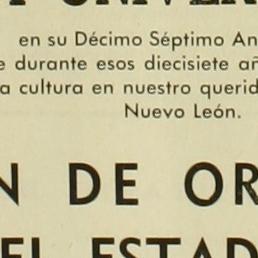 Y UNIVER
en su Décimo Séptimo An
e durante esos diecisiete añ
a cultura en nuestro querid
Nuevo León.
N DE OR
EL ESTAD